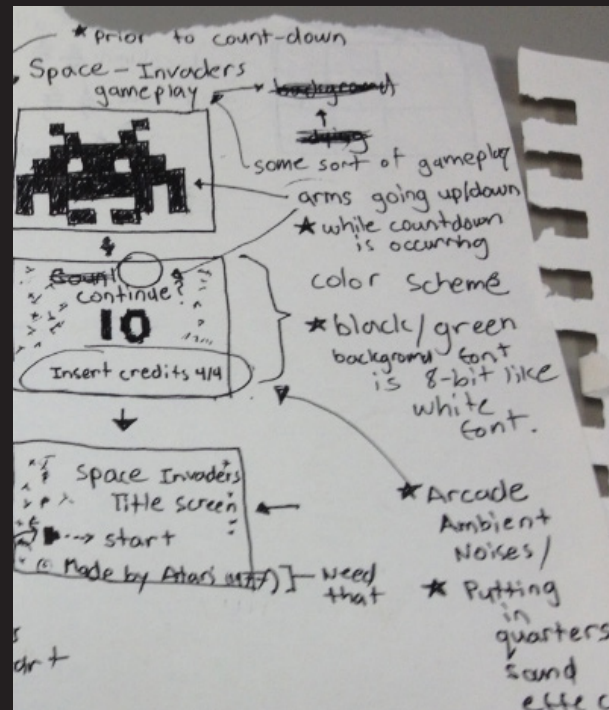 ★ Prior to count-down
Space-Invaders
gameplay
some sort of gameplay
arms going up/down
★ while countdown
is occurring
continue?
10
Insert credits 4/4
color scheme
★ black/green
background font
is 8-bit like
white
font.
Space Invaders
Title screen
start
Made by Atari
Need
that
★ Arcade
Ambient
Noises/
★ Putting
in
quarters
sound